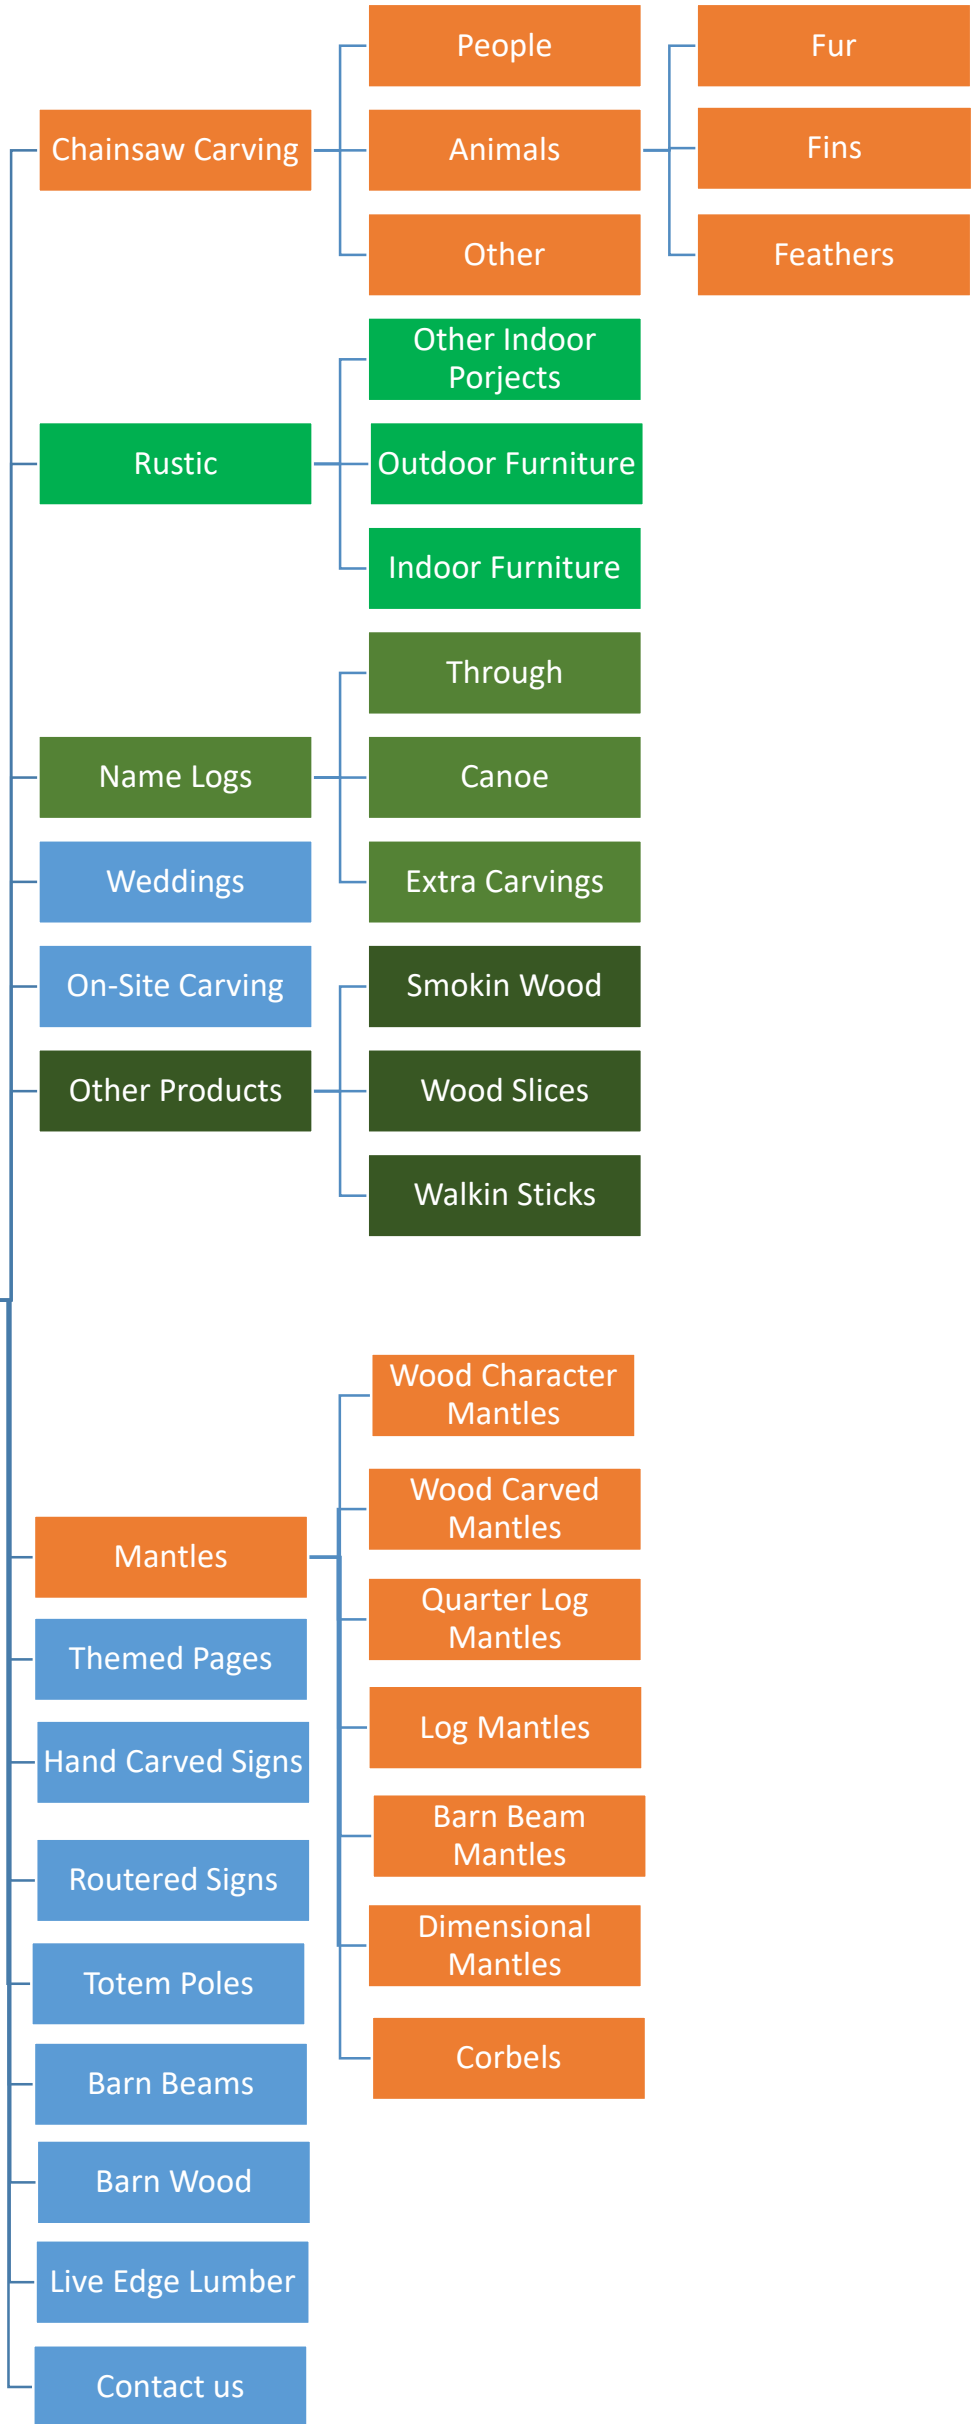 People
Fur
Chainsaw Carving
Animals
Fins
Other
Feathers
Other Indoor
Porjects
Rustic
Outdoor Furniture
Indoor Furniture
Through
Name Logs
Canoe
Weddings
Extra Carvings
On-Site Carving
Smokin Wood
Other Products
Wood Slices
Walkin Sticks
Wood Character
Mantles
Wood Carved
Mantles
Mantles
Quarter Log
Mantles
Themed Pages
Log Mantles
Hand Carved Signs
Barn Beam
Mantles
Routered Signs
Dimensional
Mantles
Totem Poles
Corbels
Barn Beams
Barn Wood
Live Edge Lumber
Contact us